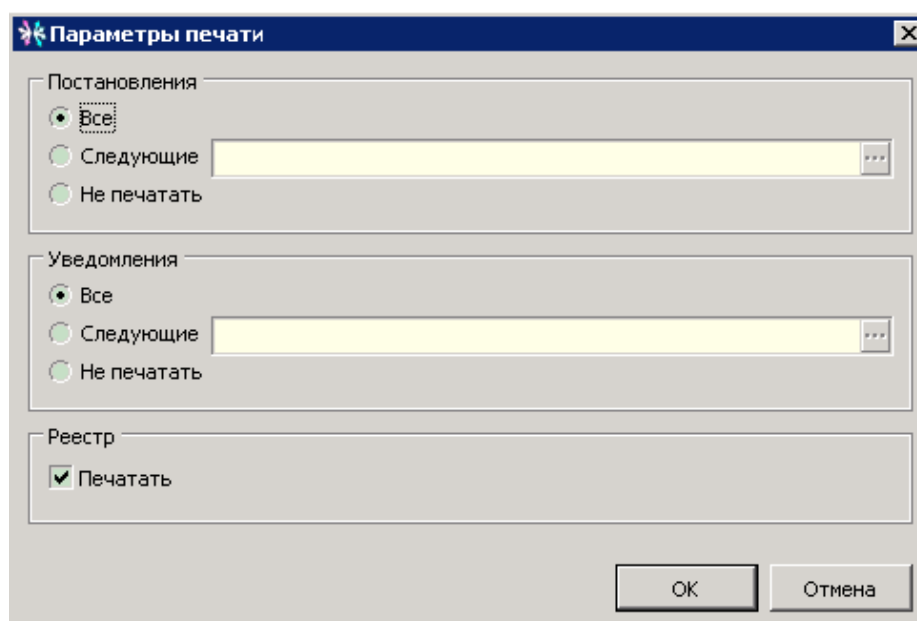 Параметры печати
Постановления
Все
Следующие ...
Не печатать
Уведомления
Все
Следующие ...
Не печатать
Реестр
Печатать
OK Отмена